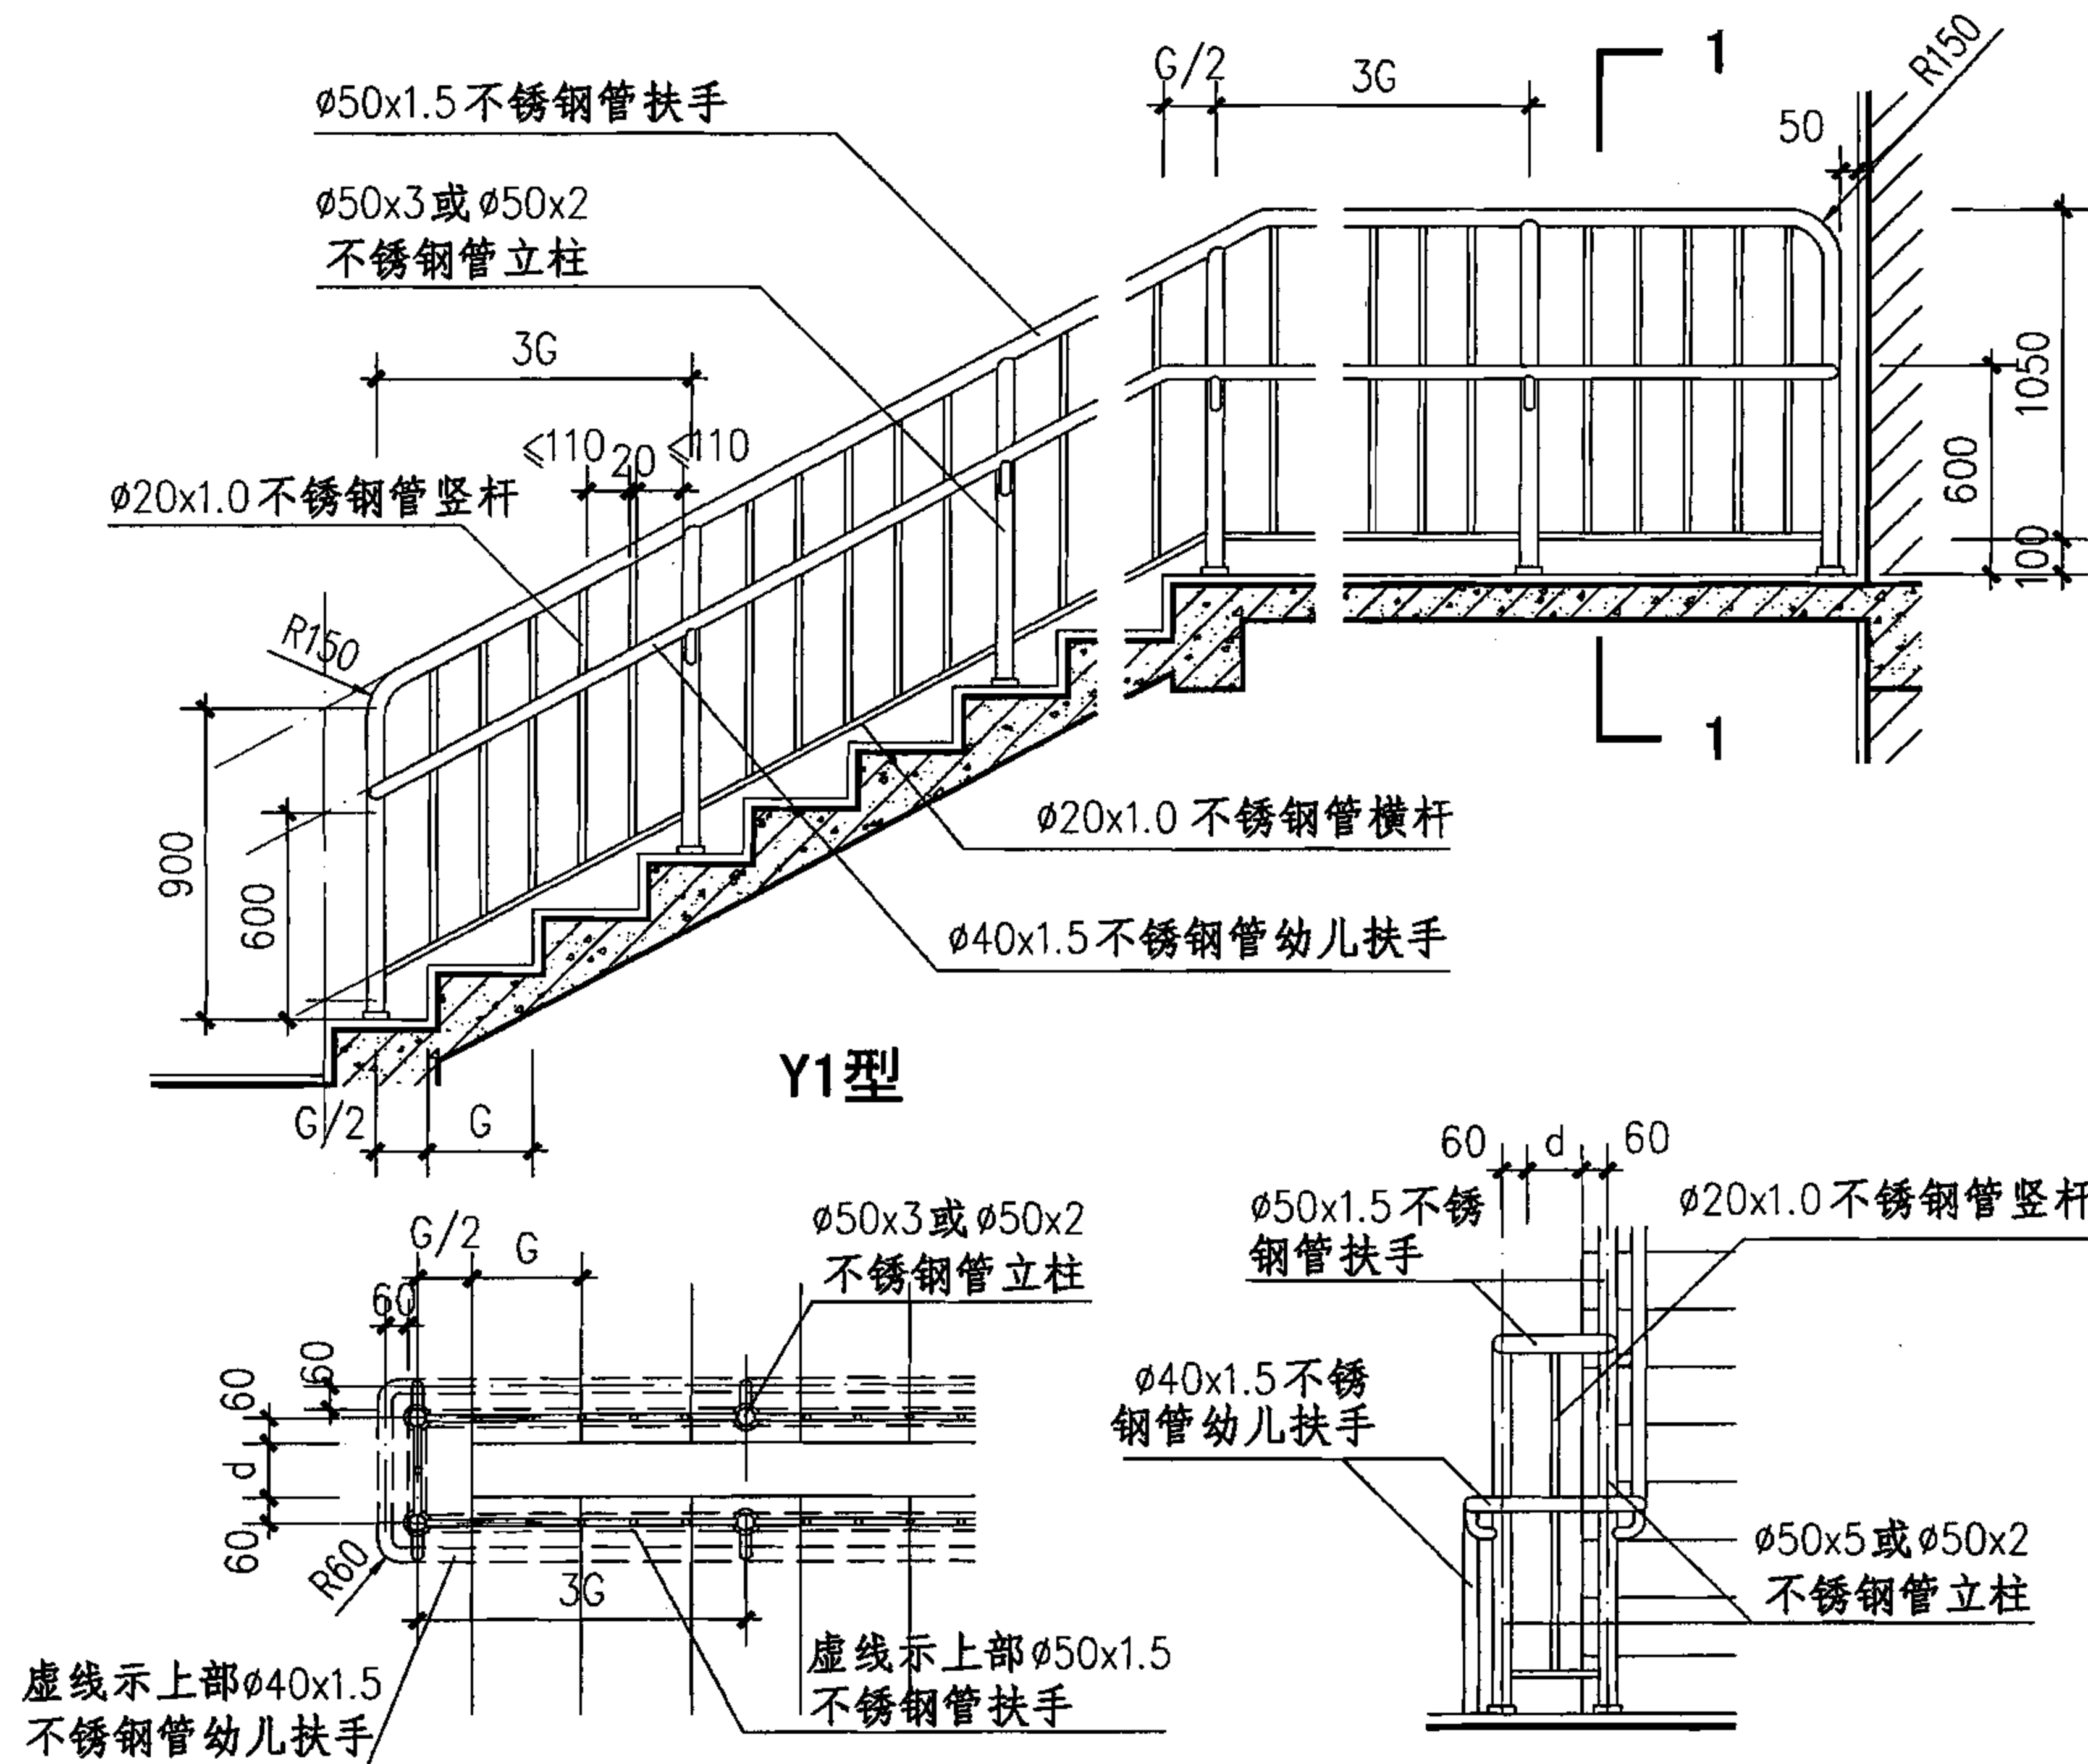 G/2
3G
1
R150
50
ø50x1.5不锈钢管扶手
ø50x3或ø50x2
不锈钢管立柱
3G
≤110
20
≤110
ø20x1.0不锈钢管竖杆
R150
900
600
1050
600
100
1
ø20x1.0 不锈钢管横杆
ø40x1.5不锈钢管幼儿扶手
Y1型
G/2
G
G/2
G
60
60
60
d
60
R60
3G
ø50x3或ø50x2
不锈钢管立柱
虚线示上部ø40x1.5
不锈钢管幼儿扶手
虚线示上部ø50x1.5
不锈钢管扶手
60
d
60
ø50x1.5不锈
钢管扶手
ø20x1.0不锈钢管竖杆
ø40x1.5不锈
钢管幼儿扶手
ø50x5或ø50x2
不锈钢管立柱